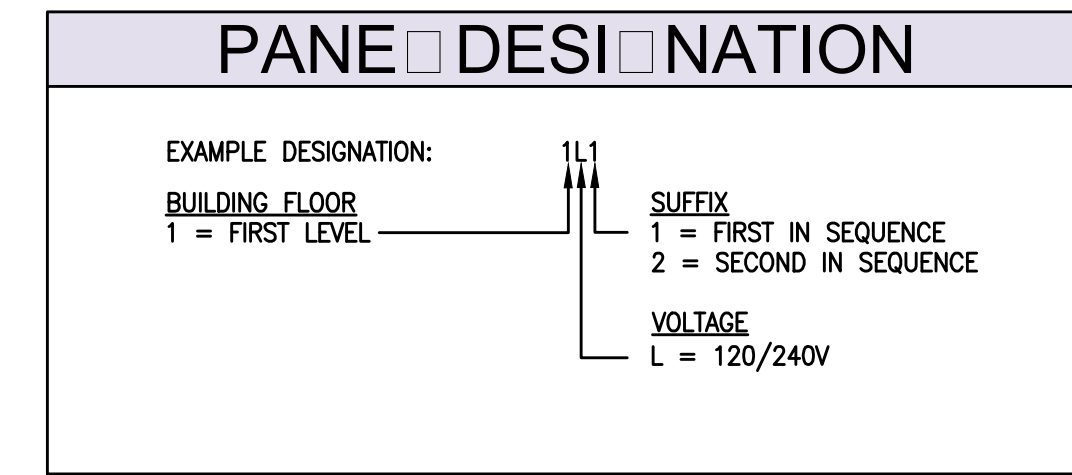 PANE□ DESI□NATION
EXAMPLE DESIGNATION: 1L1
BUILDING FLOOR
1 = FIRST LEVEL
SUFFIX
1 = FIRST IN SEQUENCE
2 = SECOND IN SEQUENCE
VOLTAGE
L = 120/240V